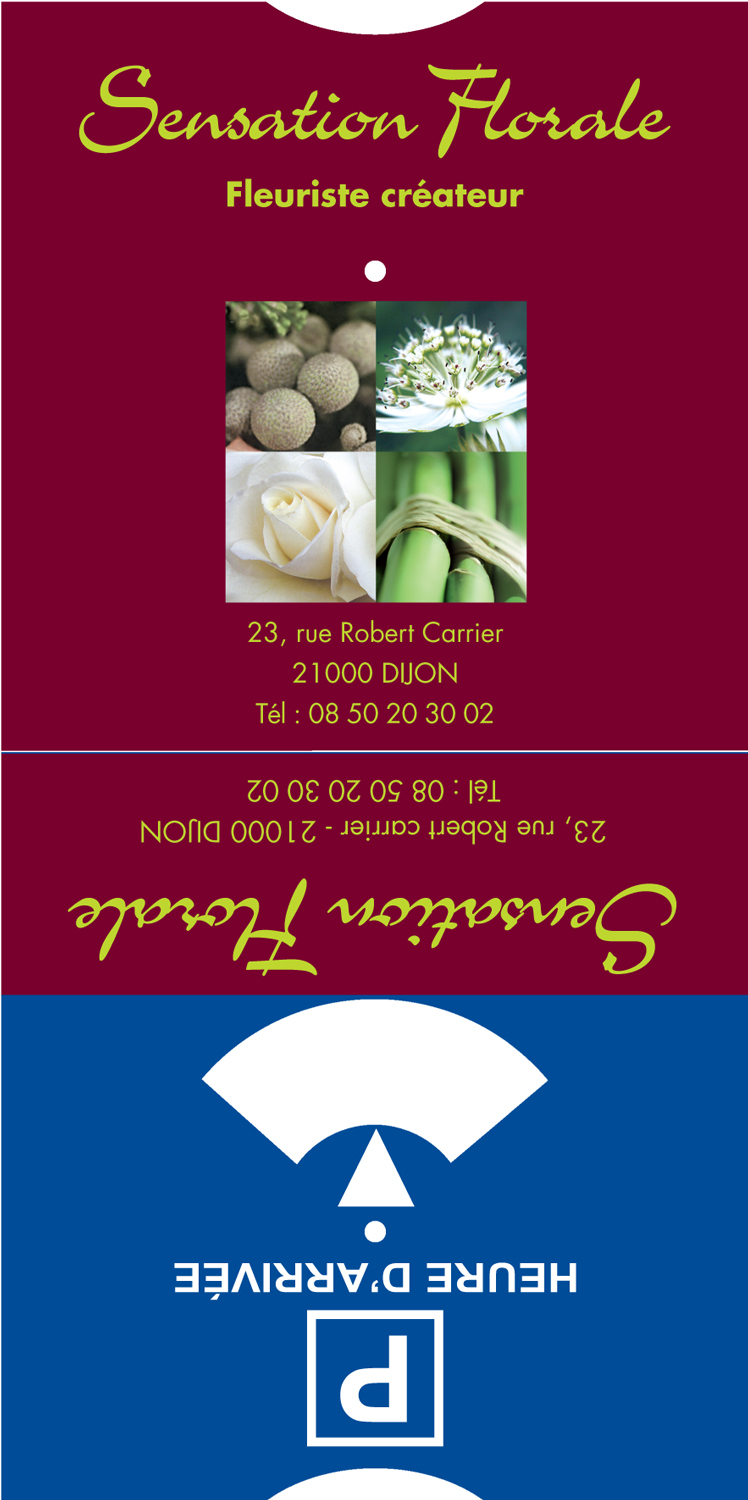 Sensation Florale
Fleuriste créateur
23, rue Robert Carrier
21000 DIJON
Tél : 08 50 20 30 02
P
HEURE D'ARRIVÉE
Sensation Florale
23, rue Robert carrier - 21000 DIJON
Tél : 08 50 20 30 02